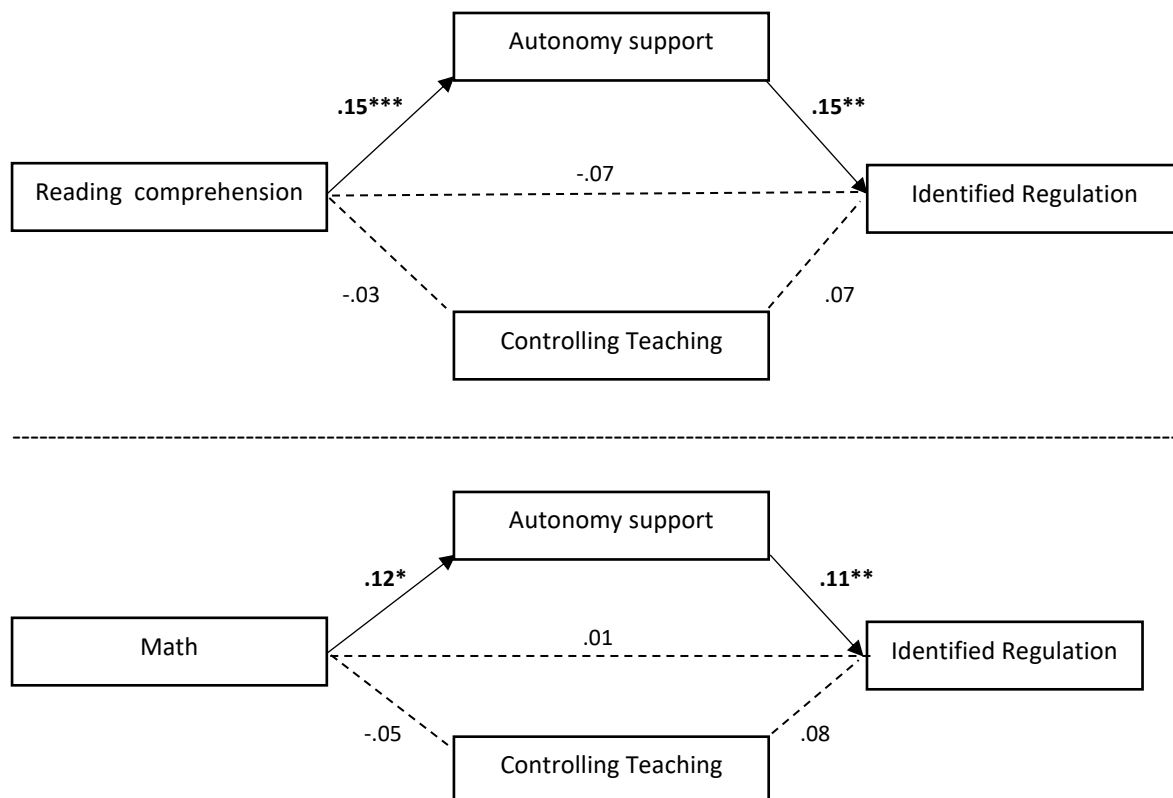 Autonomy support
.15***
.15**
-.07
Reading comprehension
Identified Regulation
-.03
.07
Controlling Teaching
Autonomy support
.12*
.11**
.01
Math
Identified Regulation
-.05
.08
Controlling Teaching